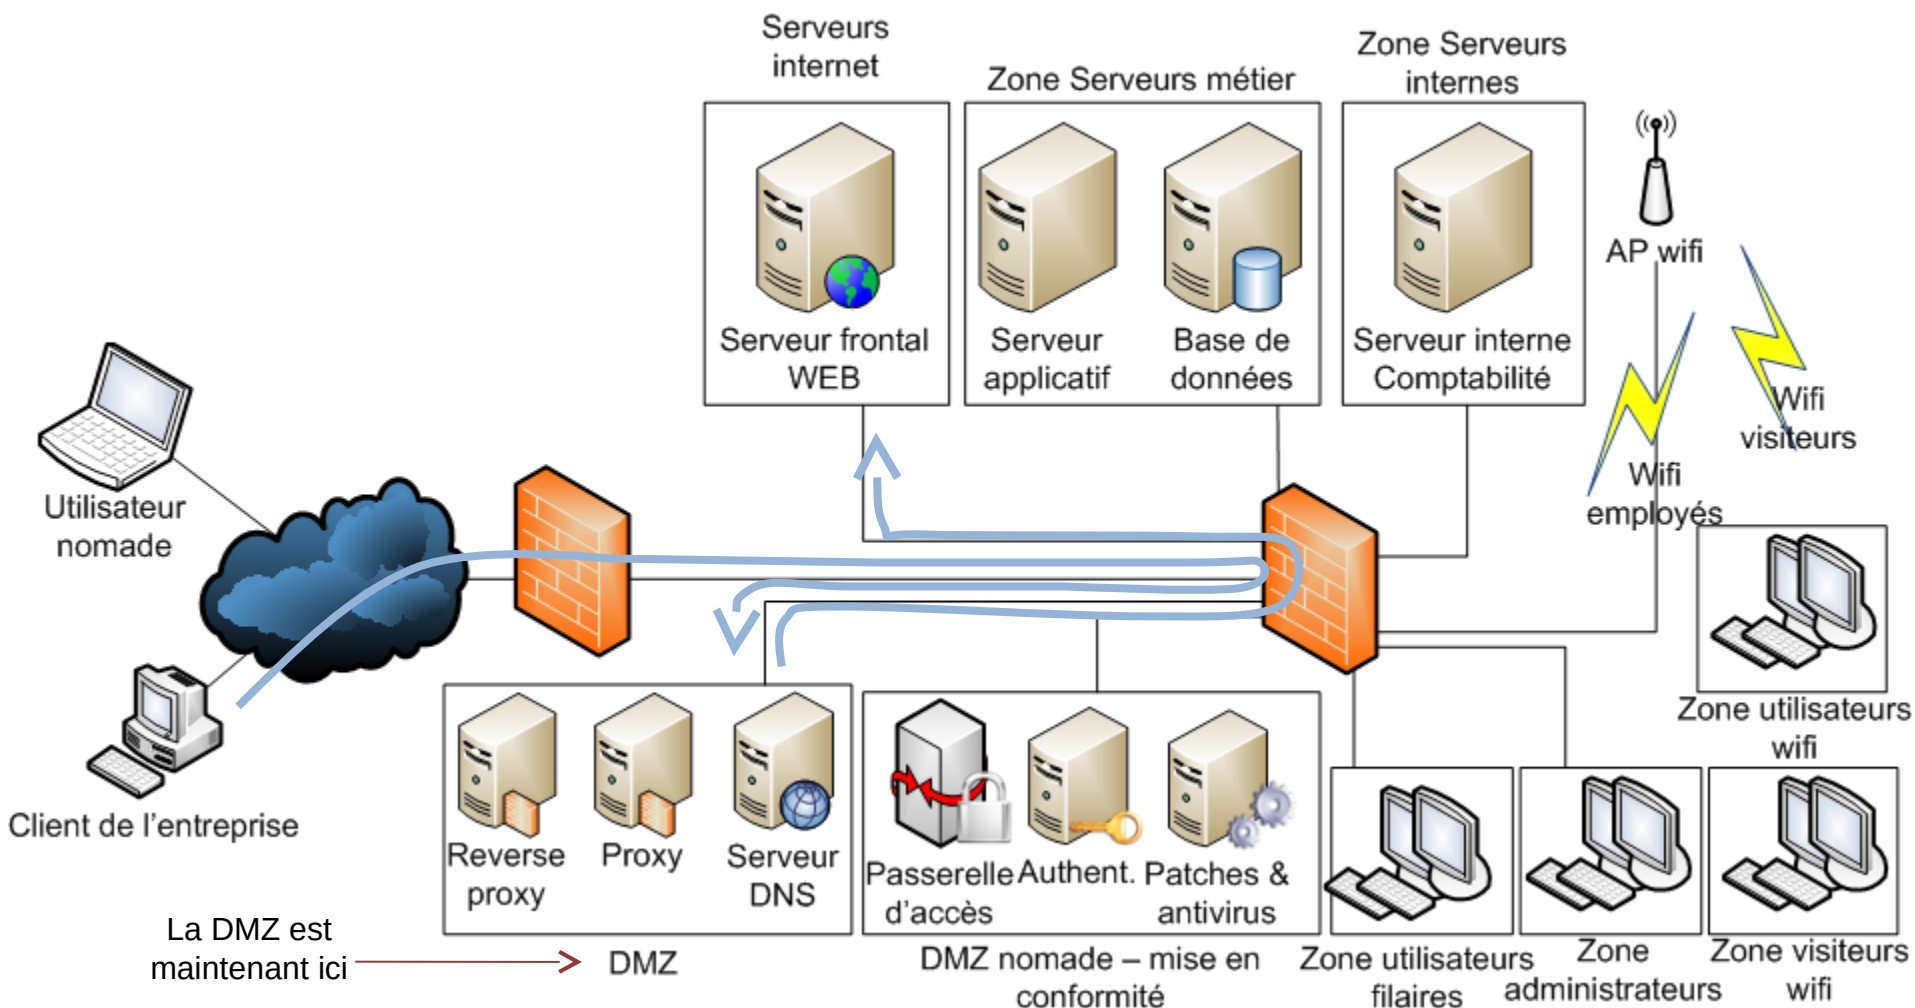 Serveurs
internet
Zone Serveurs métier
Zone Serveurs
internes
Serveur frontal
WEB
Serveur
applicatif
Base de
données
Serveur interne
Comptabilité
AP wifi
Wifi
visiteurs
Wifi
employés
Utilisateur
nomade
Client de l'entreprise
Zone utilisateurs
wifi
Reverse
proxy
Proxy
Serveur
DNS
Passerelle
d'accès
Authent.
Patches &
antivirus
La DMZ est
maintenant ici
DMZ
DMZ nomade – mise en
conformité
Zone utilisateurs
filaires
Zone
administrateurs
Zone visiteurs
wifi